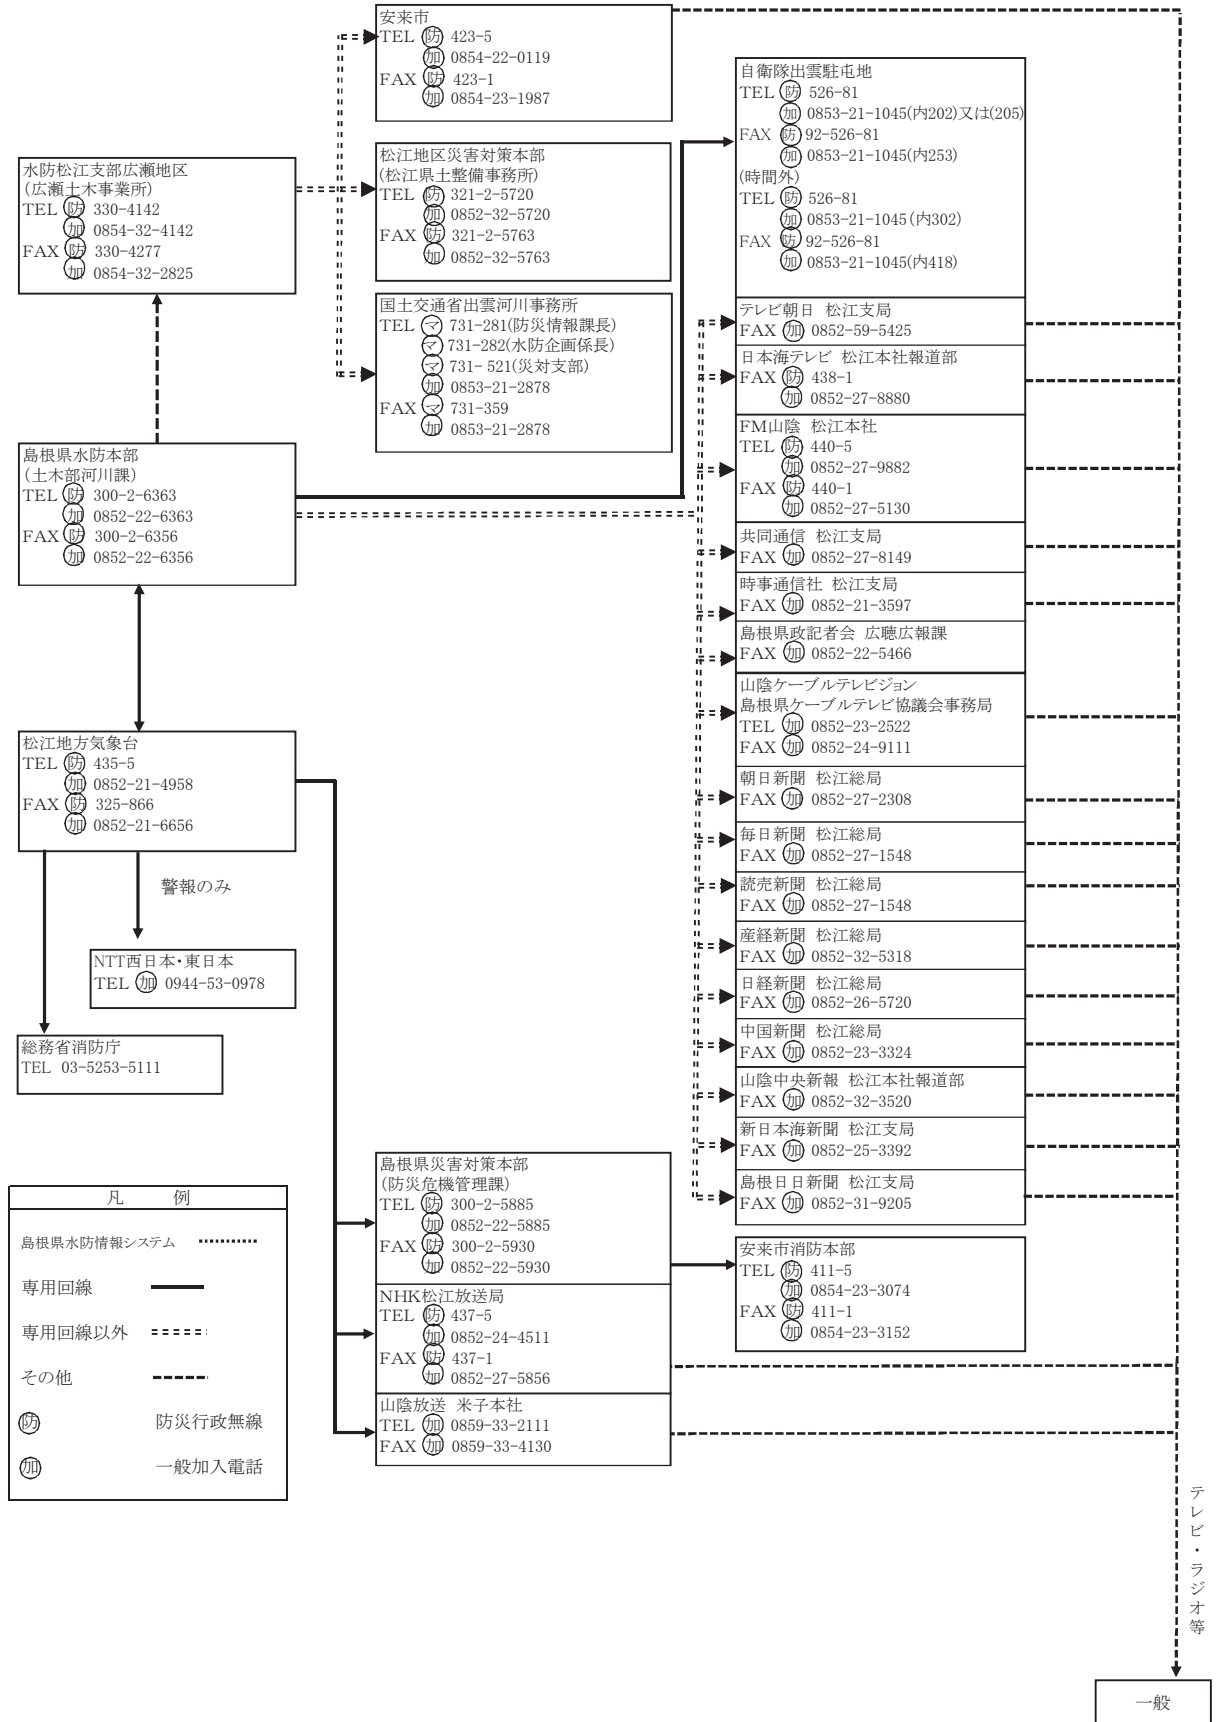 安来市
TEL 防 423-5
加 0854-22-0119
FAX 防 423-1
加 0854-23-1987
水防松江支部広瀬地区
(広瀬土木事業所)
TEL 防 330-4142
加 0854-32-4142
FAX 防 330-4277
加 0854-32-2825
松江地区災害対策本部
(松江県土整備事務所)
TEL 防 321-2-5720
加 0852-32-5720
FAX 防 321-2-5763
加 0852-32-5763
国土交通省出雲河川事務所
TEL マ 731-281(防災情報課長)
マ 731-282(水防企画係長)
マ 731- 521(災対支部)
加 0853-21-2878
FAX マ 731-359
加 0853-21-2878
島根県水防本部
(土木部河川課)
TEL 防 300-2-6363
加 0852-22-6363
FAX 防 300-2-6356
加 0852-22-6356
松江地方気象台
TEL 防 435-5
加 0852-21-4958
FAX 防 325-866
加 0852-21-6656
警報のみ
NTT西日本・東日本
TEL 加 0944-53-0978
総務省消防庁
TEL 03-5253-5111
自衛隊出雲駐屯地
TEL 防 526-81
加 0853-21-1045(内202)又は(205)
FAX 防 92-526-81
加 0853-21-1045(内253)
(時間外)
TEL 防 526-81
加 0853-21-1045(内302)
FAX 防 92-526-81
加 0853-21-1045(内418)
テレビ朝日 松江支局
FAX 加 0852-59-5425
日本海テレビ 松江本社報道部
FAX 防 438-1
加 0852-27-8880
FM山陰 松江本社
TEL 防 440-5
加 0852-27-9882
FAX 防 440-1
加 0852-27-5130
共同通信 松江支局
FAX 加 0852-27-8149
時事通信社 松江支局
FAX 加 0852-21-3597
島根県政記者会 広聴広報課
FAX 加 0852-22-5466
山陰ケーブルテレビジョン
島根県ケーブルテレビ協議会事務局
TEL 加 0852-23-2522
FAX 加 0852-24-9111
朝日新聞 松江総局
FAX 加 0852-27-2308
毎日新聞 松江総局
FAX 加 0852-27-1548
読売新聞 松江総局
FAX 加 0852-27-1548
産経新聞 松江総局
FAX 加 0852-32-5318
日経新聞 松江総局
FAX 加 0852-26-5720
中国新聞 松江総局
FAX 加 0852-23-3324
山陰中央新報 松江本社報道部
FAX 加 0852-32-3520
新日本海新聞 松江支局
FAX 加 0852-25-3392
島根日日新聞 松江支局
FAX 加 0852-31-9205
島根県災害対策本部
(防災危機管理課)
TEL 防 300-2-5885
加 0852-22-5885
FAX 防 300-2-5930
加 0852-22-5930
NHK松江放送局
TEL 防 437-5
加 0852-24-4511
FAX 防 437-1
加 0852-27-5856
山陰放送 米子本社
TEL 加 0859-33-2111
FAX 加 0859-33-4130
安来市消防本部
TEL 防 411-5
加 0854-23-3074
FAX 防 411-1
加 0854-23-3152
凡 例
島根県水防情報システム
専用回線
専用回線以外
その他
防 防災行政無線
加 一般加入電話
テレビ・ラジオ等
一般